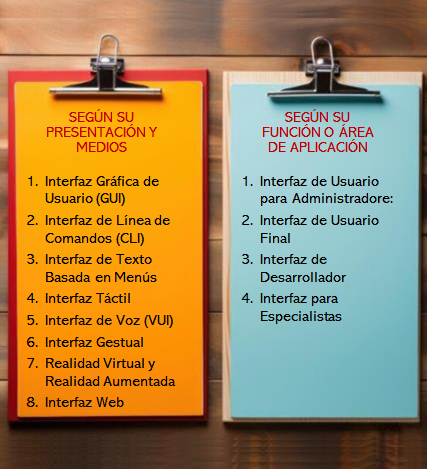 SEGÚN SU
PRESENTACIÓN Y
MEDIOS
1. Interfaz Gráfica de
Usuario (GUI)
2. Interfaz de Línea de
Comandos (CLI)
3. Interfaz de Texto
Basada en Menús
4. Interfaz Táctil
5. Interfaz de Voz (VUI)
6. Interfaz Gestual
7. Realidad Virtual y
Realidad Aumentada
8. Interfaz Web
SEGÚN SU
FUNCIÓN O ÁREA
DE APLICACIÓN
1. Interfaz de Usuario
para Administradore:
2. Interfaz de Usuario
Final
3. Interfaz de
Desarrollador
4. Interfaz para
Especialistas